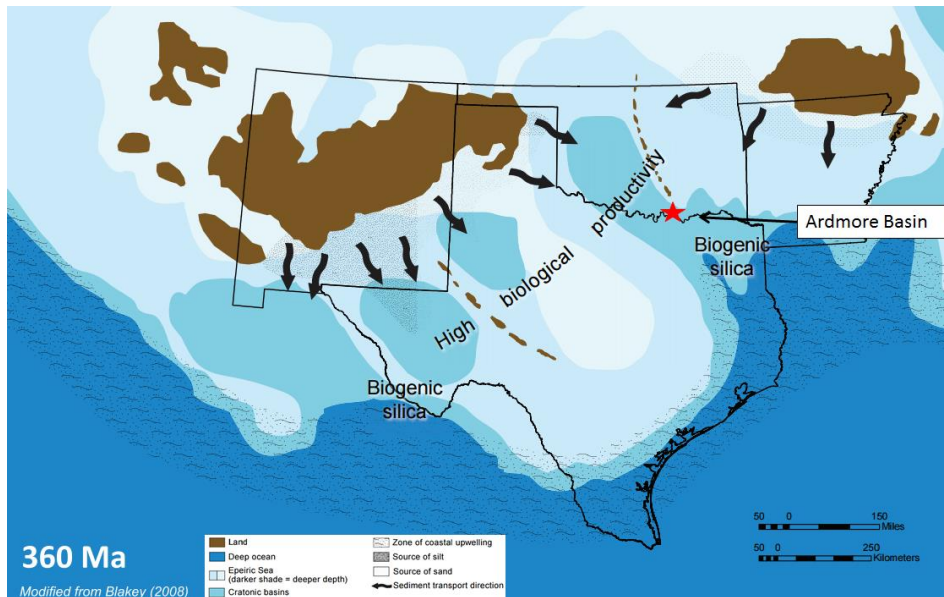 Ardmore Basin
High biological productivity
Biogenic
silica
Biogenic
silica
50 0 150
Miles
50 0 250
Kilometers
360 Ma
Modified from Blakey (2008)
Land
Deep ocean
Epeiric Sea
(darker shade = deeper depth)
Cratonic basins
Zone of coastal upwelling
Source of silt
Source of sand
Sediment transport direction